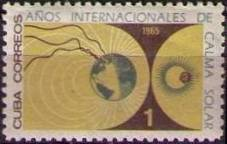 AÑOS INTERNACIONALES DE CALMA SOLAR
CUBA CORREOS
1965
1